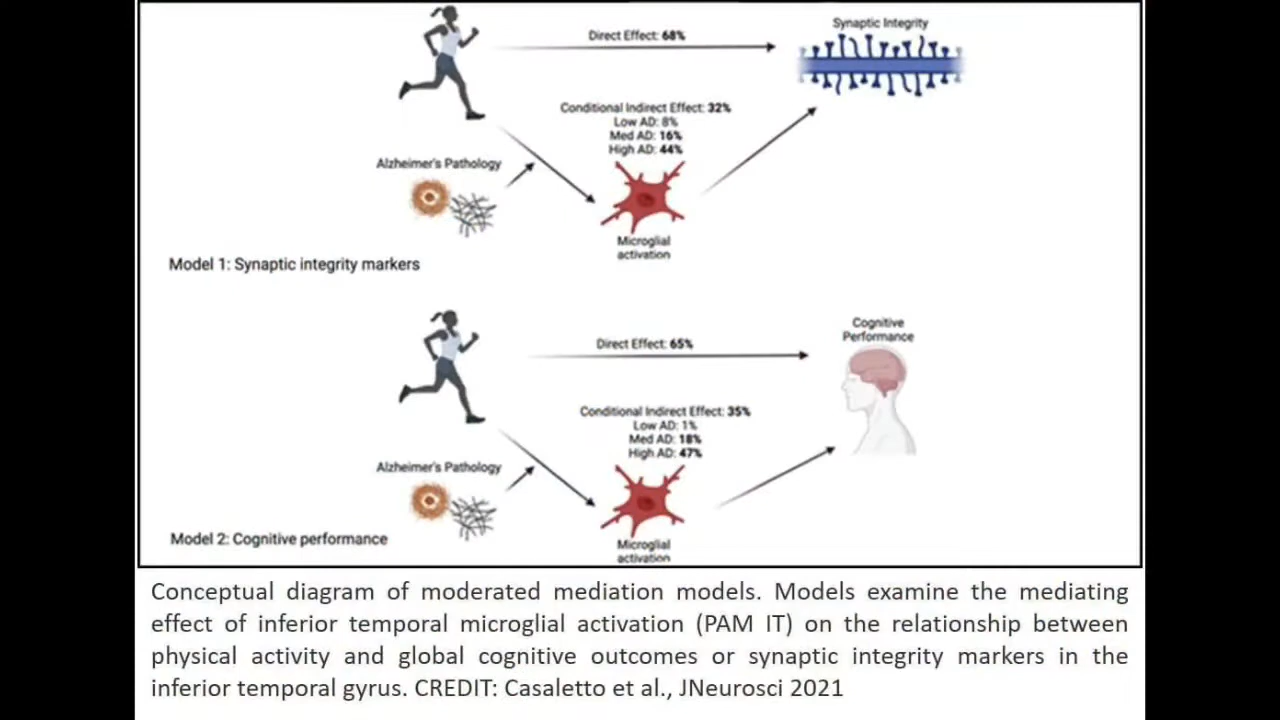 Synaptic Integrity
Direct Effect: 68%
Conditional Indirect Effect: 32%
Low AD: 8%
Med AD: 16%
High AD: 44%
Alzheimer's Pathology
Microglial
activation
Model 1: Synaptic integrity markers
Cognitive
Performance
Direct Effect: 65%
Conditional Indirect Effect: 35%
Low AD: 1%
Med AD: 18%
High AD: 47%
Alzheimer's Pathology
Microglial
activation
Model 2: Cognitive performance
Conceptual diagram of moderated mediation models. Models examine the mediating
effect of inferior temporal microglial activation (PAM IT) on the relationship between
physical activity and global cognitive outcomes or synaptic integrity markers in the
inferior temporal gyrus. CREDIT: Casaletto et al., JNeurosci 2021